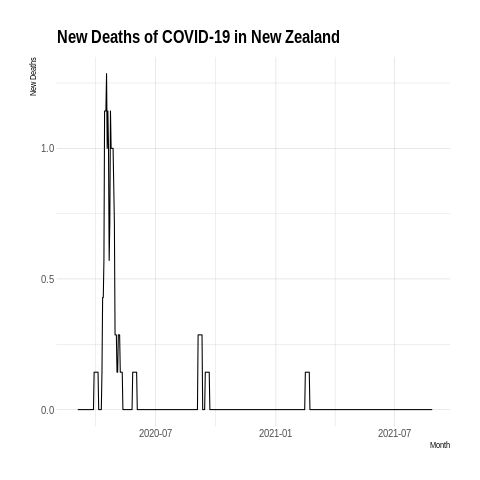 New Deaths of COVID-19 in New Zealand
New Deaths
1.0
0.5
0.0
2020-07 2021-01 2021-07
Month